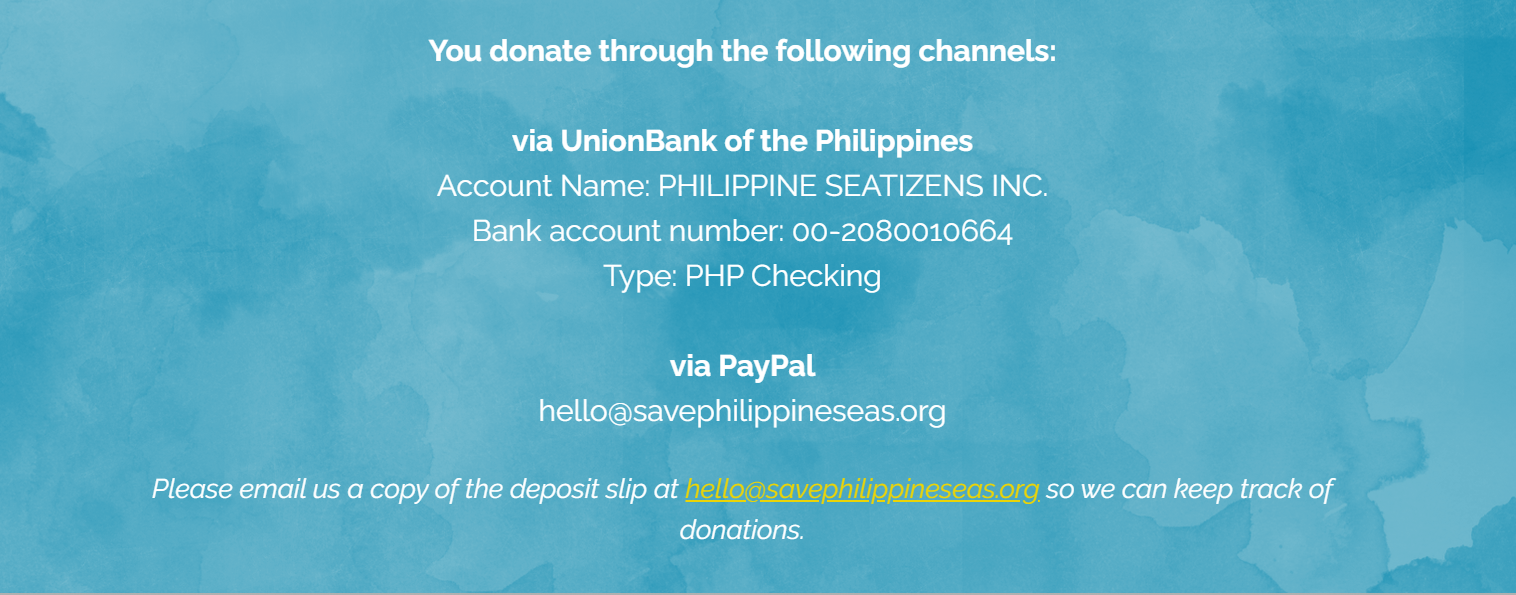 You donate through the following channels:
via UnionBank of the Philippines
Account Name: PHILIPPINE SEATIZENS INC.
Bank account number: 00-2080010664
Type: PHP Checking
via PayPal
hello@savephilippineseas.org
Please email us a copy of the deposit slip at hello@savephilippineseas.org so we can keep track of
donations.